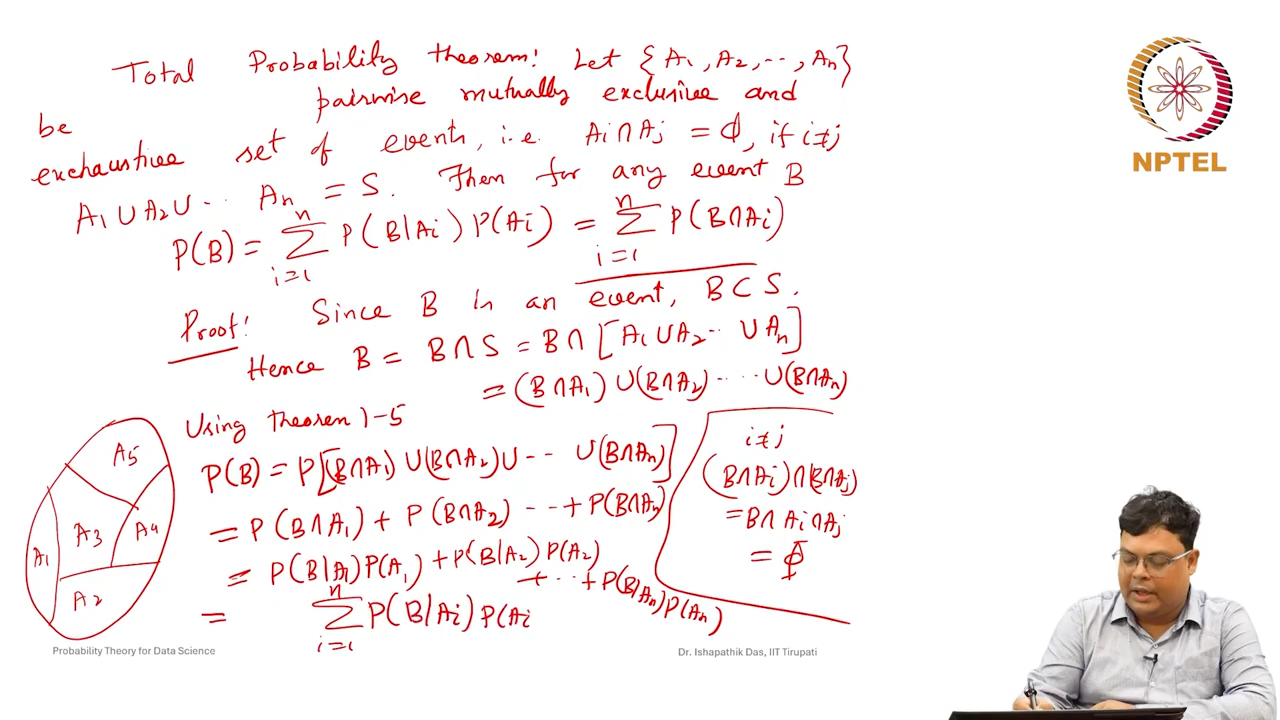 Total Probability theorem: Let {A1, A2, ..., An}
be pairwise mutually exclusive and
exchaustive set of events, i.e. Ai ∩ Aj = ϕ, if i≠j
A1 ∪ A2 ∪ ... An = S. Then for any event B
P(B) = ∑_{i=1}^{n} P(B|Ai) P(Ai) = ∑_{i=1}^{n} P(B∩Ai)
Proof: Since B is an event, B ⊂ S.
Hence B = B∩S = B∩[A1 ∪ A2 ... ∪ An]
= (B∩A1) ∪ (B∩A2) ... ∪ (B∩An)
Using theorem 1-5
P(B) = P[(B∩A1) ∪ (B∩A2) ∪ ... ∪ (B∩An)]
= P(B∩A1) + P(B∩A2) ... + P(B∩An)
= P(B|A1) P(A1) + P(B|A2) P(A2)
+ ... + P(B|An) P(An)
= ∑_{i=1}^{n} P(B|Ai) P(Ai
i≠j
(B∩Ai) ∩ (B∩Aj)
= B∩Ai∩Aj
= ϕ
A5
A1
A3
A4
A2
NPTEL
Probability Theory for Data Science
Dr. Ishapathik Das, IIT Tirupati